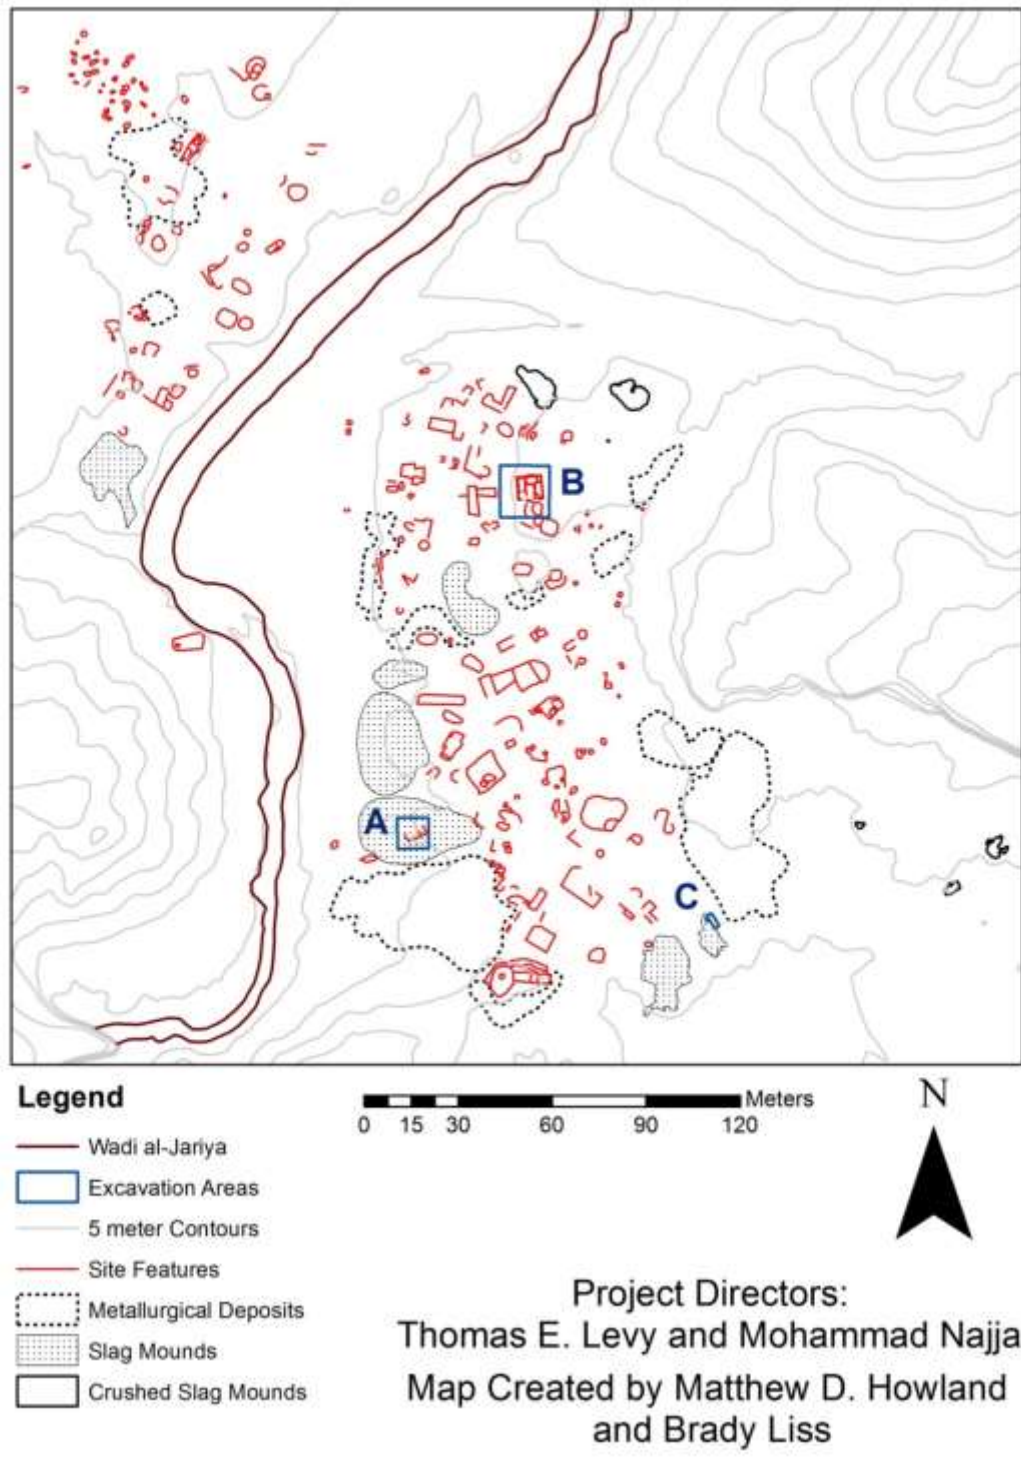 B
A
C
Legend
Wadi al-Jariya
Excavation Areas
5 meter Contours
Site Features
Metallurgical Deposits
Slag Mounds
Crushed Slag Mounds
Meters
0 15 30 60 90 120
N
Project Directors:
Thomas E. Levy and Mohammad Najja
Map Created by Matthew D. Howland
and Brady Liss